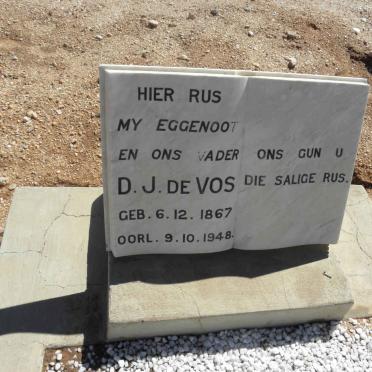 HIER RUS
MY EGGENOOT
EN ONS VADER
D. J. DE VOS
GEB. 6. 12. 1867
OORL. 9. 10. 1948.
ONS GUN U
DIE SALIGE RUS.